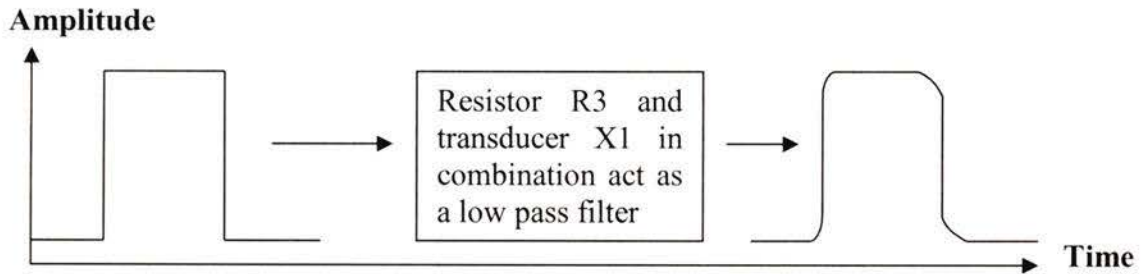 Amplitude
Resistor R3 and
transducer X1 in
combination act as
a low pass filter
Time